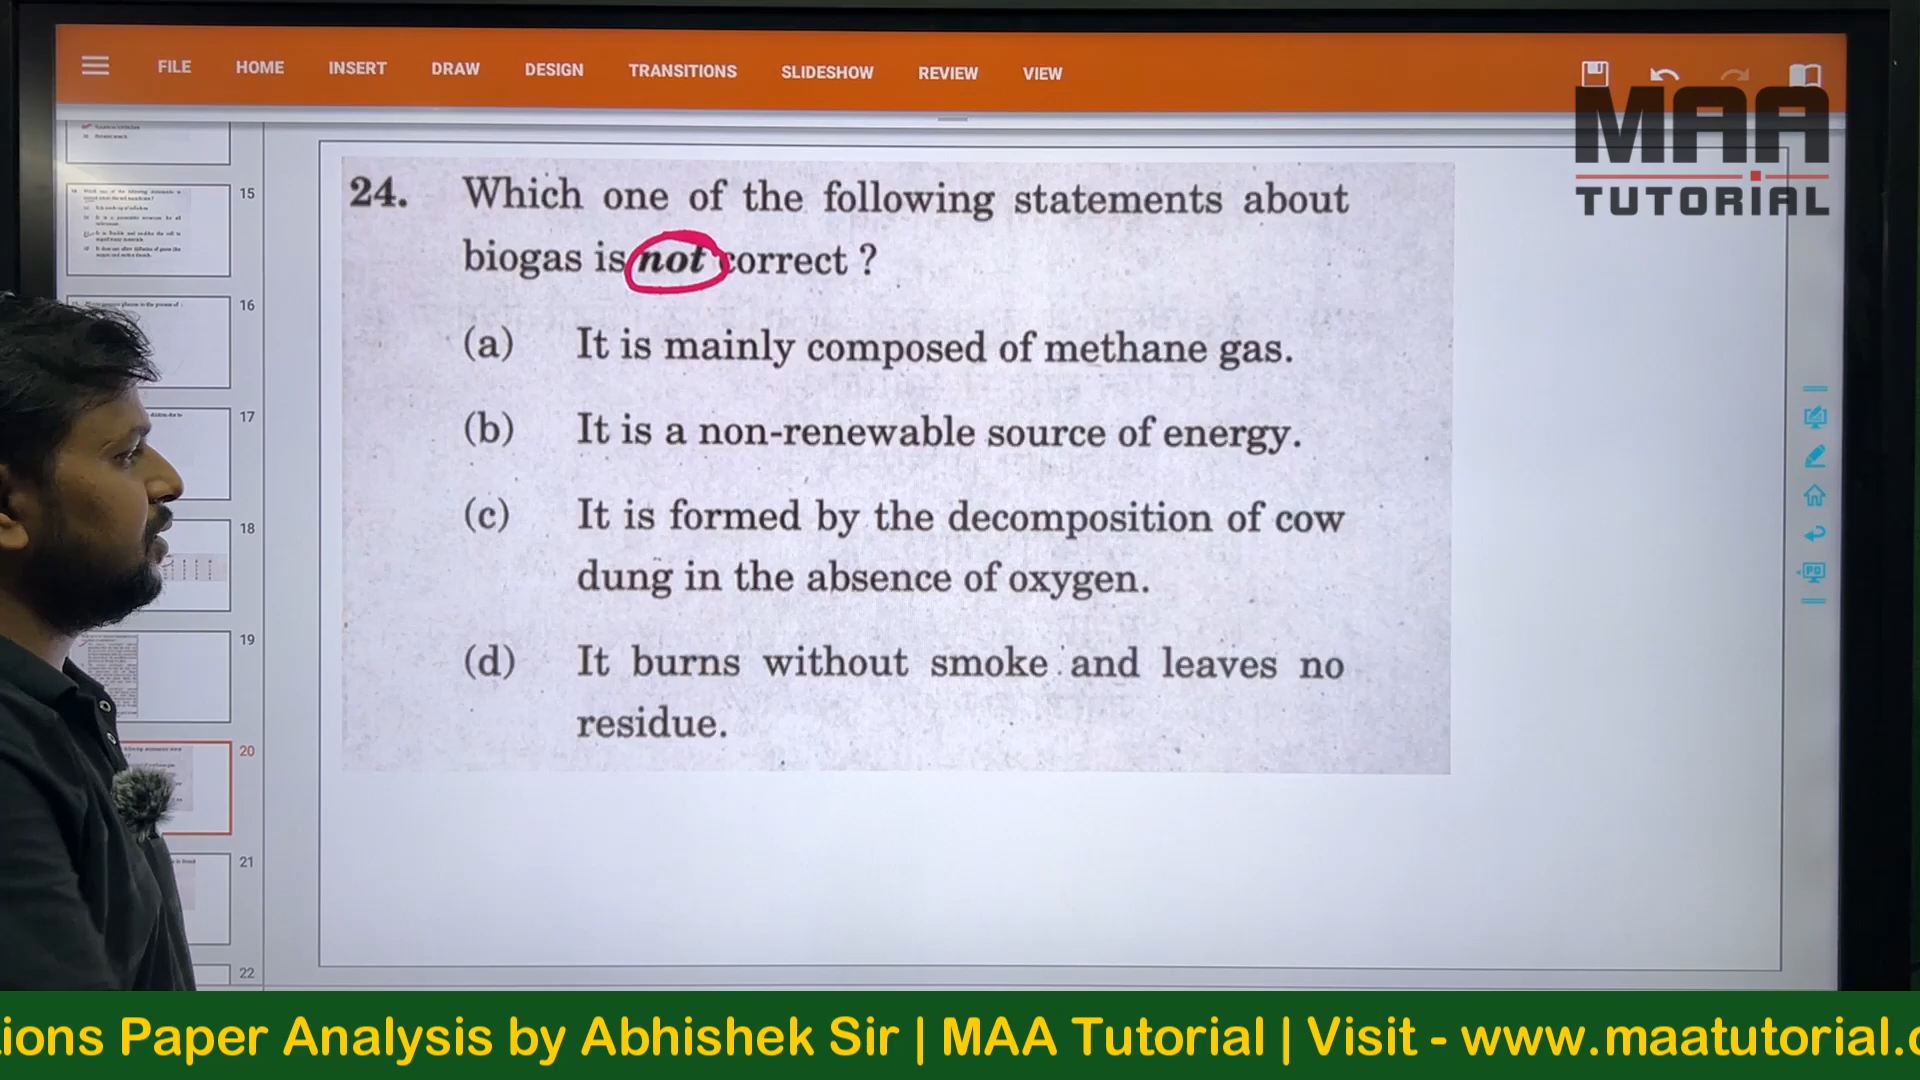 FILE HOME INSERT DRAW DESIGN TRANSITIONS SLIDESHOW REVIEW VIEW
MAA
TUTORIAL
24. Which one of the following statements about
biogas is not correct ?
(a) It is mainly composed of methane gas.
(b) It is a non-renewable source of energy.
(c) It is formed by the decomposition of cow
dung in the absence of oxygen.
(d) It burns without smoke and leaves no
residue.
15
16
17
18
19
20
21
22
PD
ions Paper Analysis by Abhishek Sir | MAA Tutorial | Visit - www.maatutorial.c